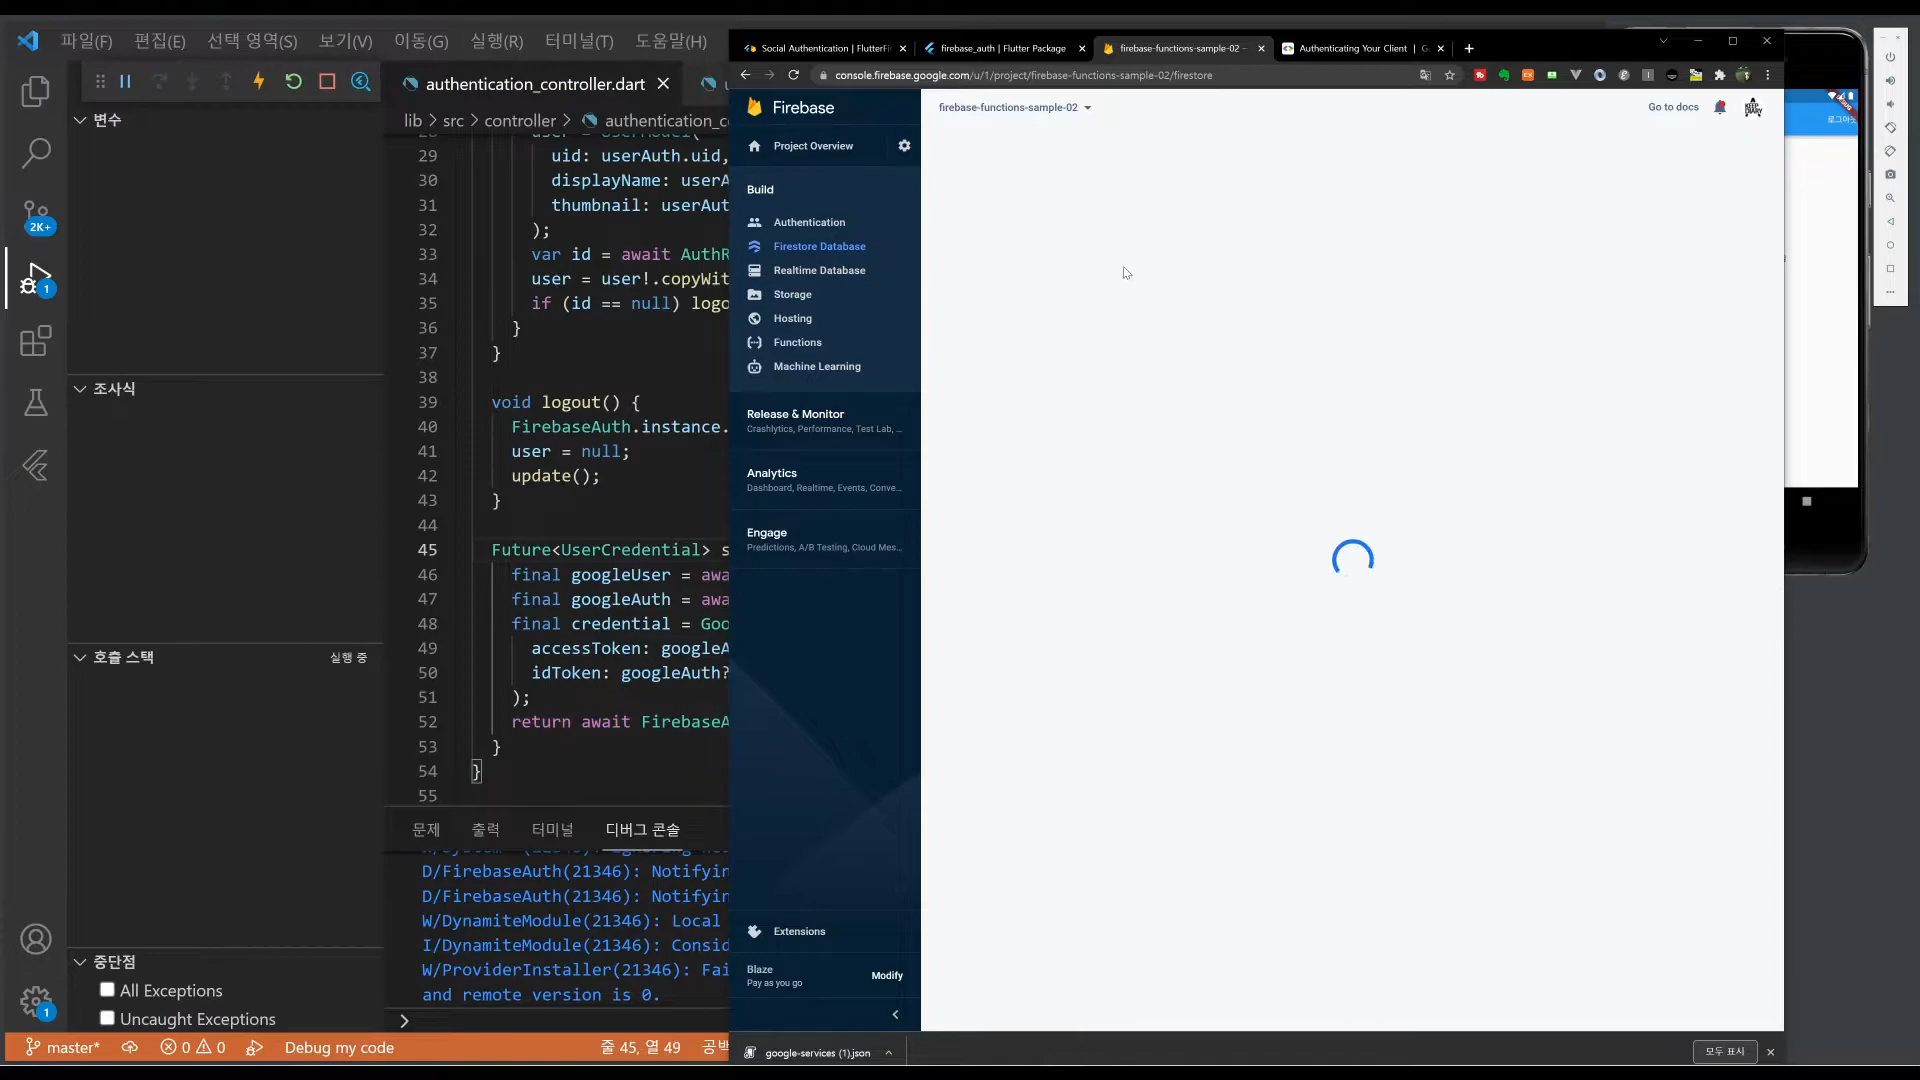 파일(F) 편집(E) 선택 영역(S) 보기(V) 이동(G) 실행(R) 터미널(T) 도움말(H)
authentication_controller.dart
lib > src > controller > authentication_c
변수
조사식
호출 스택
실행 중
중단점
All Exceptions
Uncaught Exceptions
2K+
1
1
29 uid: userAuth.uid,
30 displayName: userA
31 thumbnail: userAut
32 );
33 var id = await AuthR
34 user = user!.copyWit
35 if (id == null) logo
36 }
37 }
38
39 void logout() {
40 FirebaseAuth.instance.
41 user = null;
42 update();
43 }
44
45 Future<UserCredential> s
46 final googleUser = awa
47 final googleAuth = awa
48 final credential = Goo
49 accessToken: googleA
50 idToken: googleAuth?
51 );
52 return await FirebaseA
53 }
54 }
55
문제 출력 터미널 디버그 콘솔
D/FirebaseAuth(21346): Notifyin
D/FirebaseAuth(21346): Notifyin
W/DynamiteModule(21346): Local
I/DynamiteModule(21346): Consid
W/ProviderInstaller(21346): Fai
and remote version is 0.
master* 0 0 Debug my code 줄 45, 열 49 공백
Social Authentication | FlutterFi
firebase_auth | Flutter Package
firebase-functions-sample-02 –
Authenticating Your Client | G
console.firebase.google.com/u/1/project/firebase-functions-sample-02/firestore
Firebase
firebase-functions-sample-02
Go to docs
Project Overview
Build
Authentication
Firestore Database
Realtime Database
Storage
Hosting
Functions
Machine Learning
Release & Monitor
Crashlytics, Performance, Test Lab, ...
Analytics
Dashboard, Realtime, Events, Conve...
Engage
Predictions, A/B Testing, Cloud Mes...
Extensions
Blaze
Pay as you go
Modify
google-services (1).json
모두 표시
로그아웃